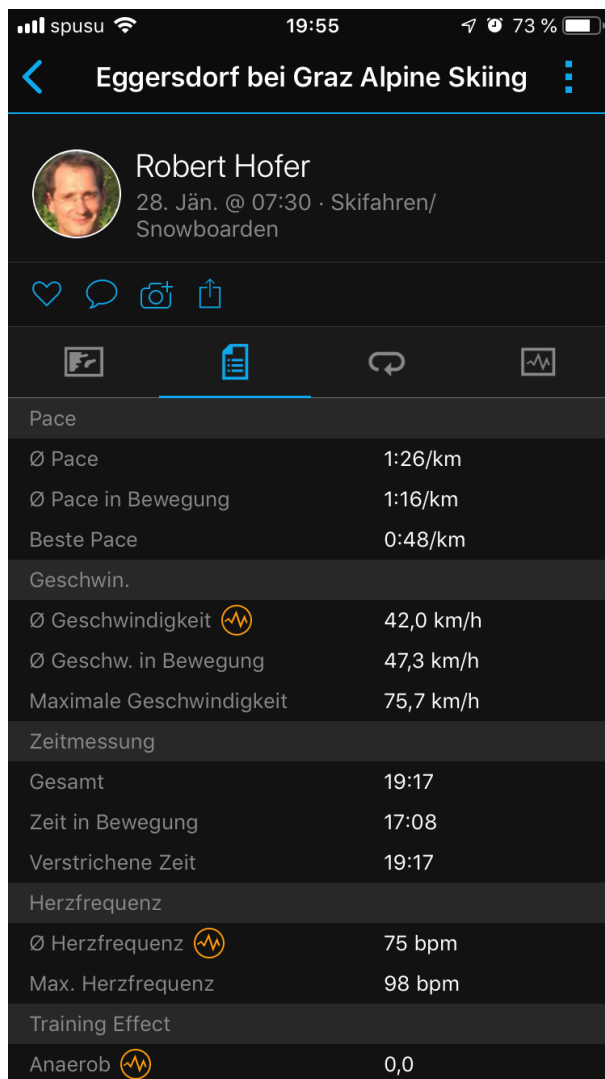 spusu 19:55 73 %
Eggersdorf bei Graz Alpine Skiing
Robert Hofer
28. Jän. @ 07:30 · Skifahren/
Snowboarden
Pace
Ø Pace 1:26/km
Ø Pace in Bewegung 1:16/km
Beste Pace 0:48/km
Geschwin.
Ø Geschwindigkeit 42,0 km/h
Ø Geschw. in Bewegung 47,3 km/h
Maximale Geschwindigkeit 75,7 km/h
Zeitmessung
Gesamt 19:17
Zeit in Bewegung 17:08
Verstrichene Zeit 19:17
Herzfrequenz
Ø Herzfrequenz 75 bpm
Max. Herzfrequenz 98 bpm
Training Effect
Anaerob 0,0